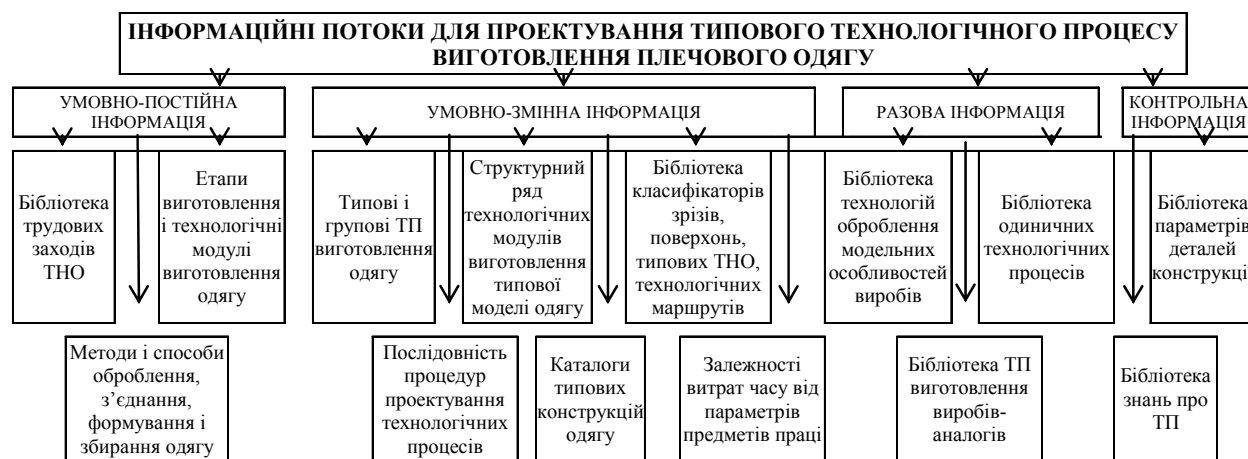 ІНФОРМАЦІЙНІ ПОТОКИ ДЛЯ ПРОЕКТУВАННЯ ТИПОВОГО ТЕХНОЛОГІЧНОГО ПРОЦЕСУ
ВИГОТОВЛЕННЯ ПЛЕЧОВОГО ОДЯГУ
УМОВНО-ПОСТІЙНА
ІНФОРМАЦІЯ
УМОВНО-ЗМІННА ІНФОРМАЦІЯ
РАЗОВА ІНФОРМАЦІЯ
КОНТРОЛЬНА
ІНФОРМАЦІЯ
Бібліотека
трудових
заходів
ТНО
Етапи
виготовлення
і технологічні
модулі
виготовлення
одягу
Типові і
групові ТП
виготовлення
одягу
Структурний
ряд
технологічних
модулів
виготовлення
типової
моделі одягу
Бібліотека
класифікаторів
зрізів,
поверхонь,
типових ТНО,
технологічних
маршрутів
Бібліотека
технологій
оброблення
модельних
особливостей
виробів
Бібліотека
одиничних
технологічних
процесів
Бібліотека
параметрів
деталей
конструкції
Методи і способи
оброблення,
з’єднання,
формування і
збирання одягу
Послідовність
процедур
проектування
технологічних
процесів
Каталоги
типових
конструкцій
одягу
Залежності
витрат часу від
параметрів
предметів праці
Бібліотека ТП
виготовлення
виробів-
аналогів
Бібліотека
знань про
ТП